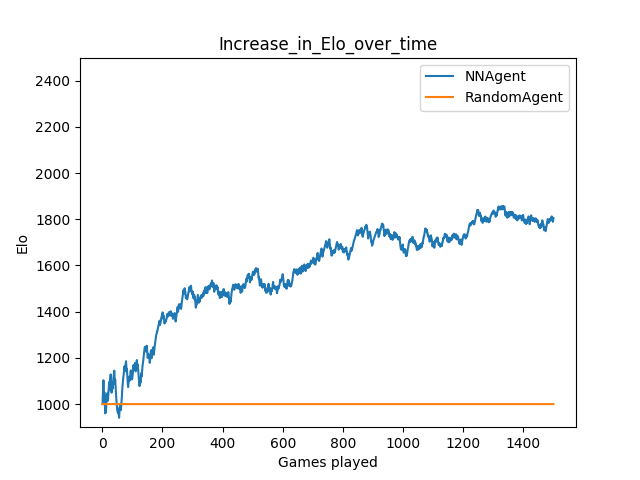 Increase_in_Elo_over_time
NNAgent
RandomAgent
2400
2200
2000
1800
1600
1400
1200
1000
Elo
0 200 400 600 800 1000 1200 1400
Games played